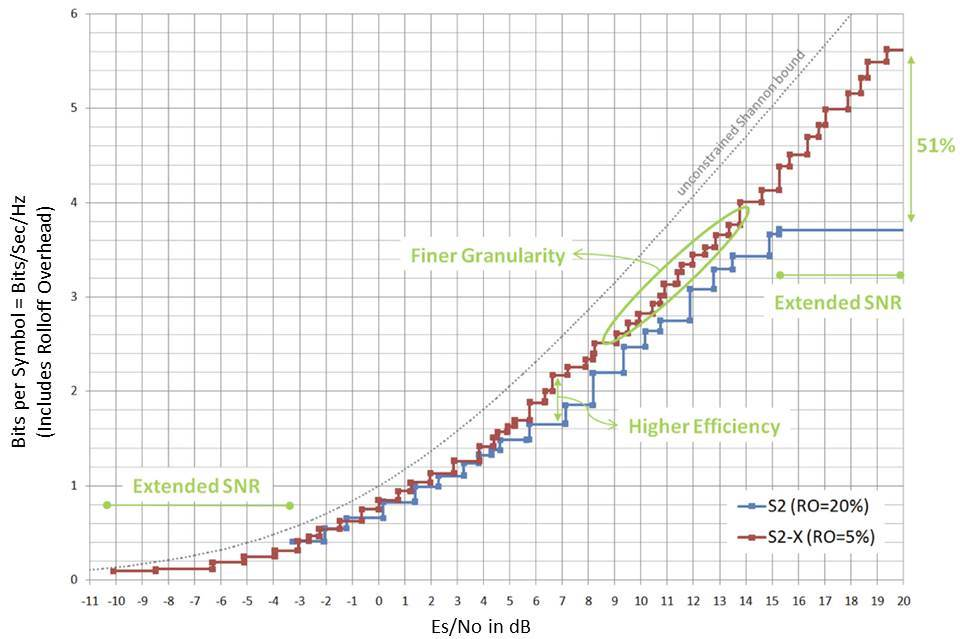 6
5
4
3
2
1
0
Bits per Symbol = Bits/Sec/Hz
(Includes Rolloff Overhead)
unconstrained Shannon bound
51%
Finer Granularity
Extended SNR
Higher Efficiency
Extended SNR
S2 (RO=20%)
S2-X (RO=5%)
-11 -10 -9 -8 -7 -6 -5 -4 -3 -2 -1 0 1 2 3 4 5 6 7 8 9 10 11 12 13 14 15 16 17 18 19 20
Es/No in dB